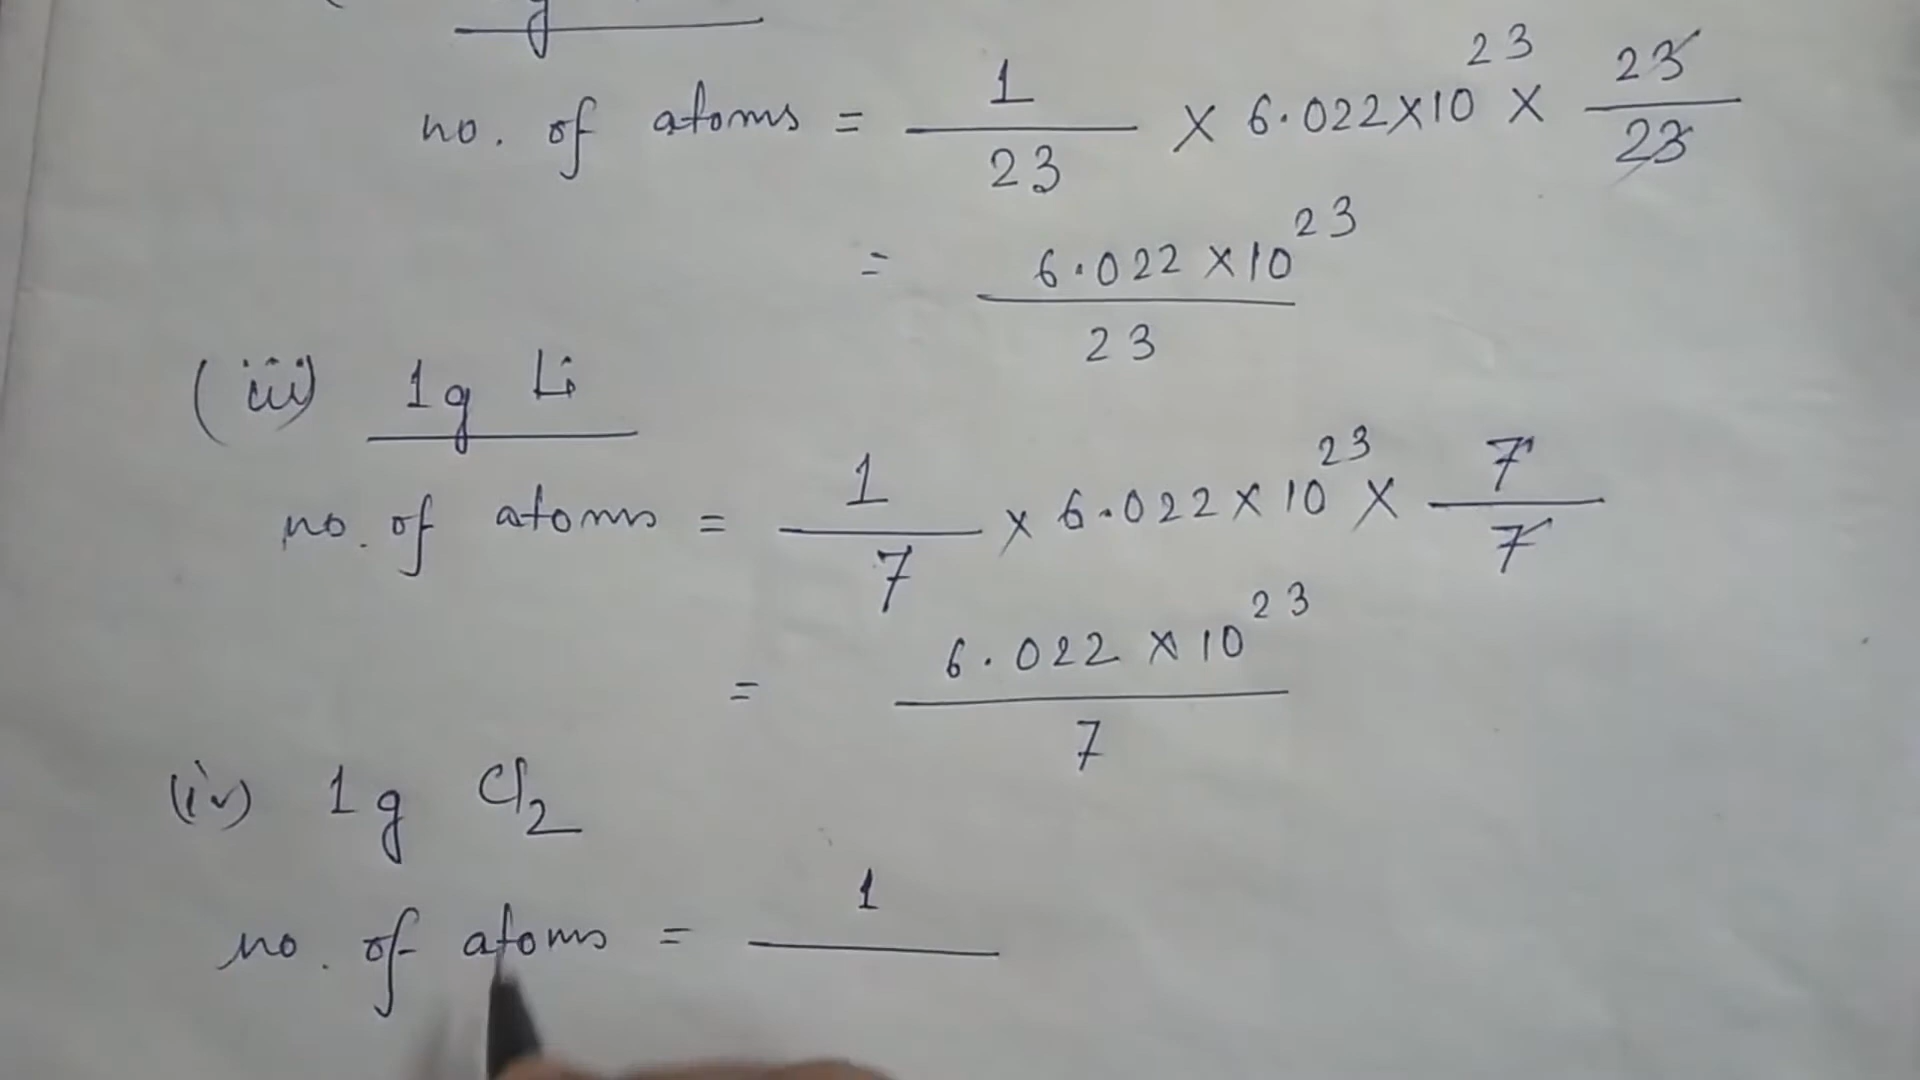 no. of atoms = 1/23 × 6.022×10^23 × 23/23
= 6.022×10^23/23
(iii) 1g Li
no. of atoms = 1/7 × 6.022×10^23 × 7/7
= 6.022×10^23/7
(iv) 1g Cl₂
no. of atoms = 1/